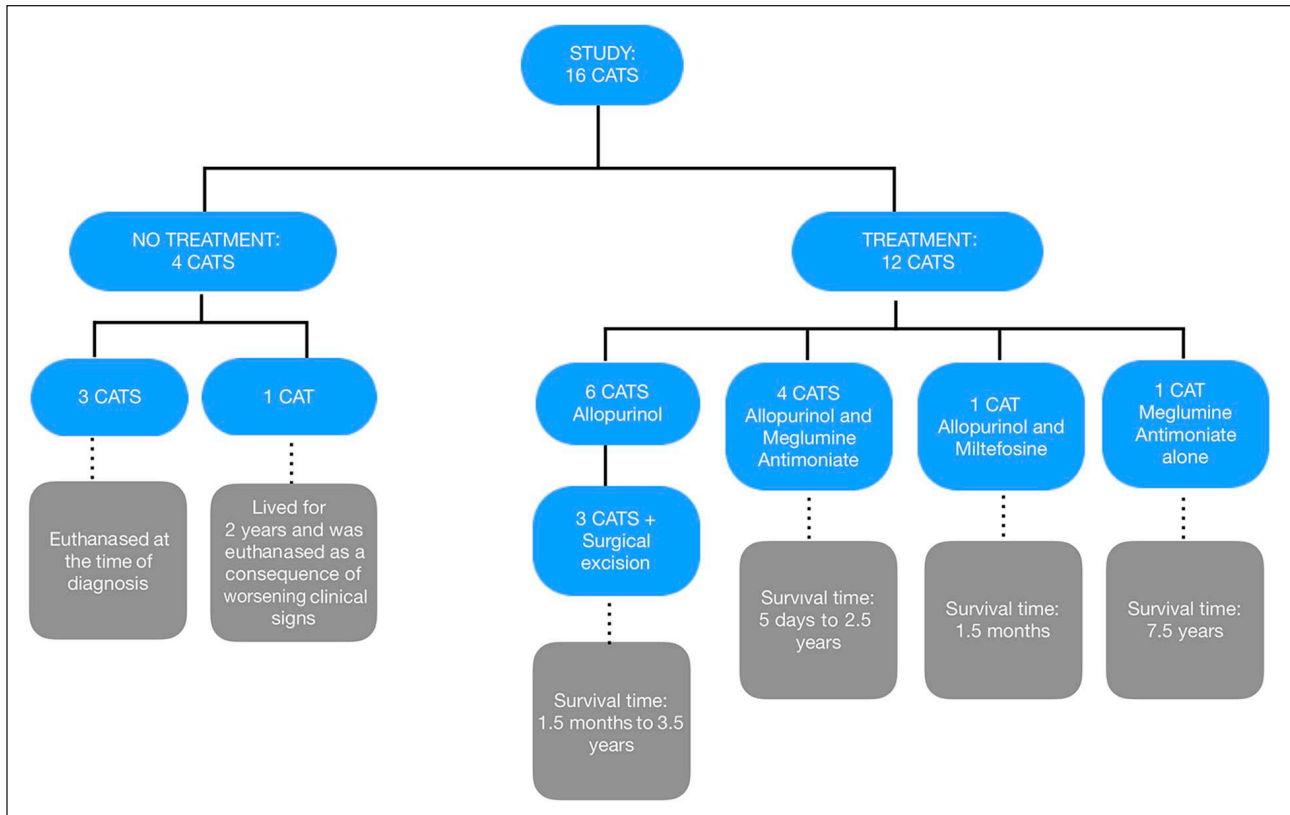 STUDY:
16 CATS
NO TREATMENT:
4 CATS
TREATMENT:
12 CATS
3 CATS
1 CAT
6 CATS
Allopurinol
4 CATS
Allopurinol and
Meglumine
Antimoniate
1 CAT
Allopurinol and
Miltefosine
1 CAT
Meglumine
Antimoniate
alone
Euthanased at
the time of
diagnosis
Lived for
2 years and was
euthanased as a
consequence of
worsening clinical
signs
3 CATS +
Surgical
excision
Survival time:
5 days to 2.5
years
Survival time:
1.5 months
Survival time:
7.5 years
Survival time:
1.5 months to 3.5
years